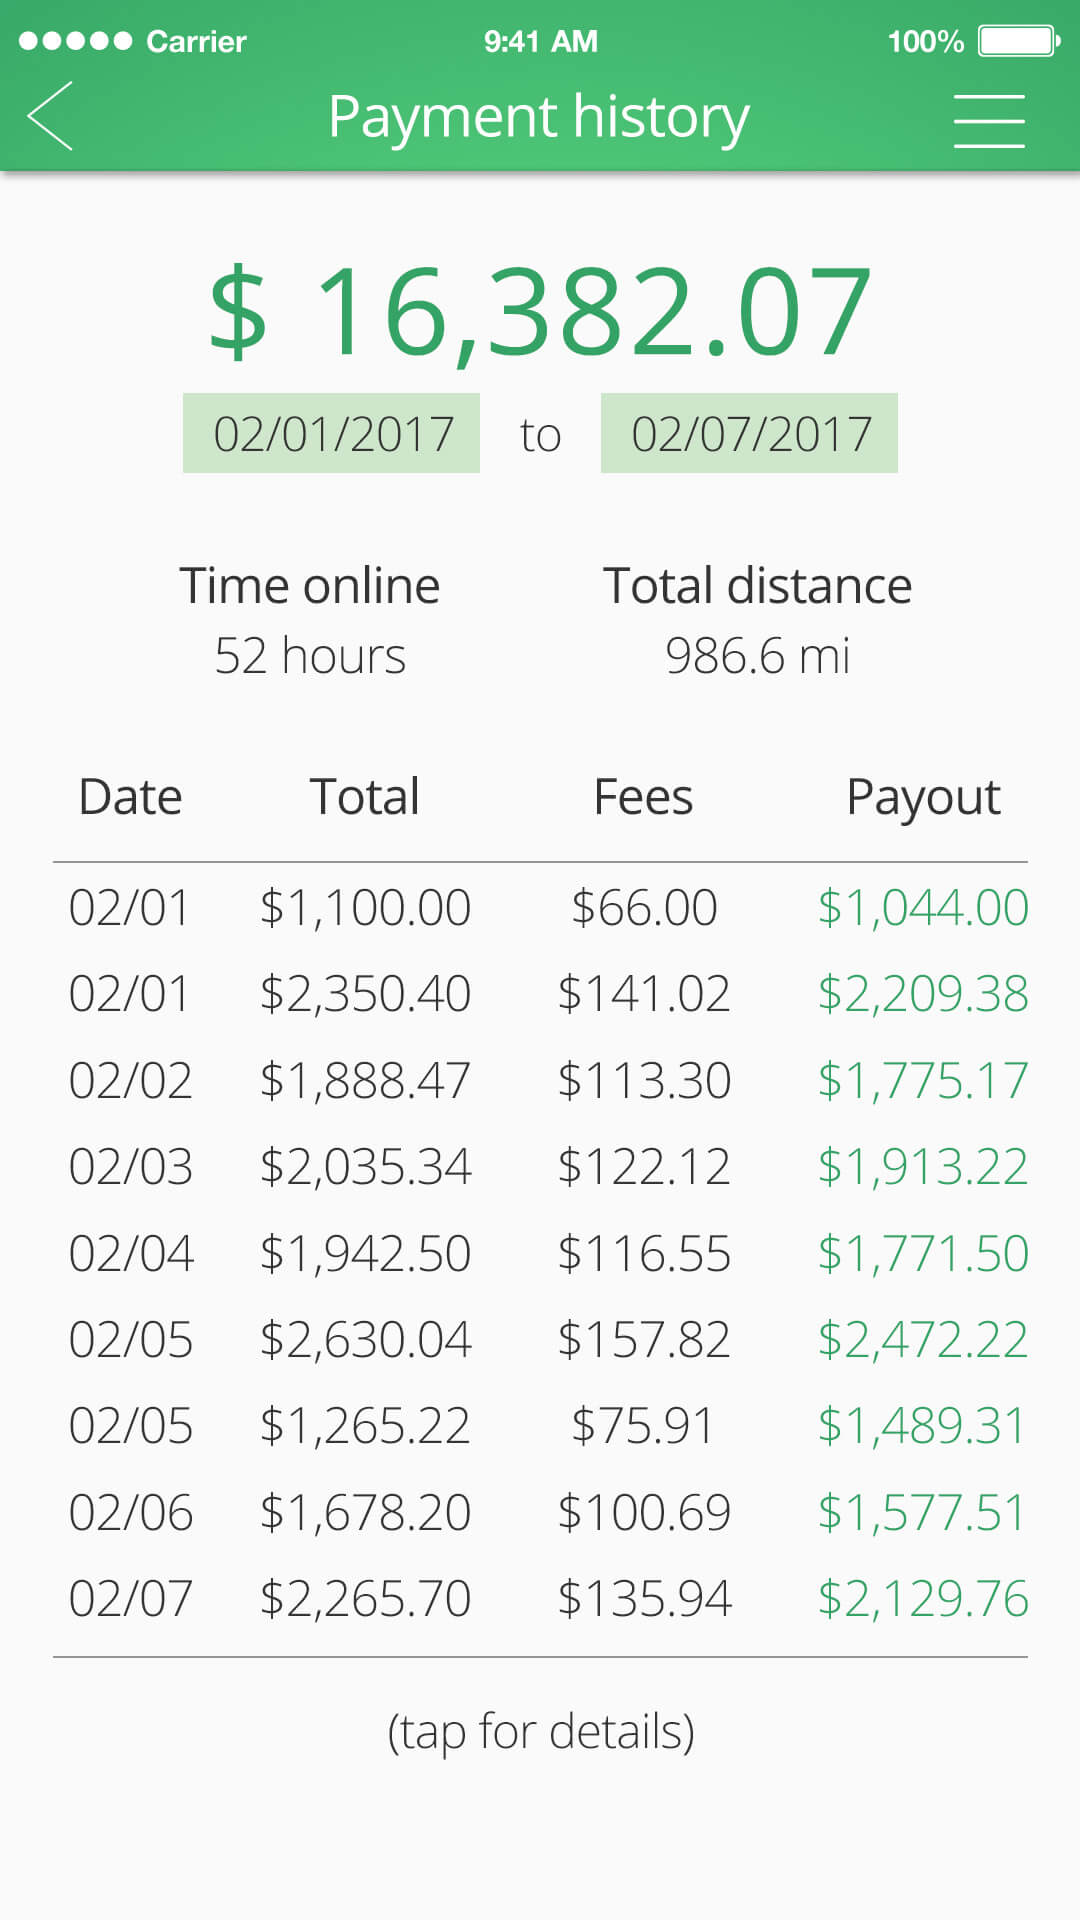 Carrier 9:41 AM 100%
Payment history
$ 16,382.07
02/01/2017 to 02/07/2017
Time online Total distance
52 hours 986.6 mi
Date Total Fees Payout
02/01 $1,100.00 $66.00 $1,044.00
02/01 $2,350.40 $141.02 $2,209.38
02/02 $1,888.47 $113.30 $1,775.17
02/03 $2,035.34 $122.12 $1,913.22
02/04 $1,942.50 $116.55 $1,771.50
02/05 $2,630.04 $157.82 $2,472.22
02/05 $1,265.22 $75.91 $1,489.31
02/06 $1,678.20 $100.69 $1,577.51
02/07 $2,265.70 $135.94 $2,129.76
(tap for details)